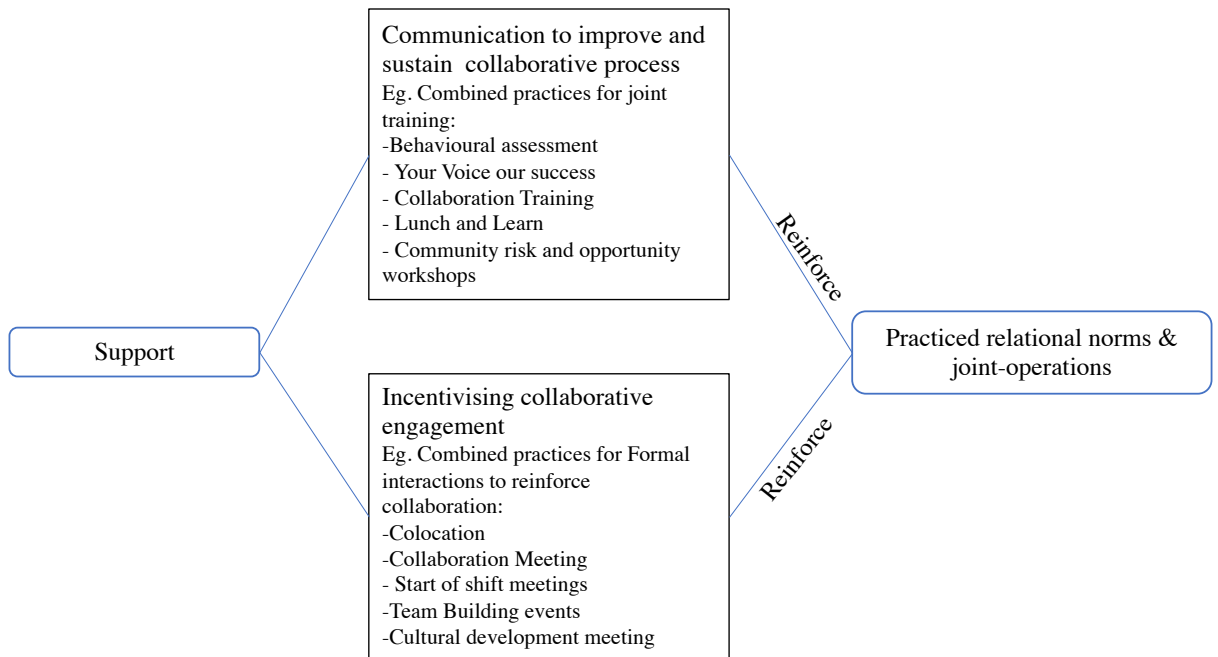 Communication to improve and
sustain  collaborative process
Eg. Combined practices for joint
training:
-Behavioural assessment
- Your Voice our success
- Collaboration Training
- Lunch and Learn
- Community risk and opportunity
workshops
Reinforce
Support
Practiced relational norms &
joint-operations
Incentivising collaborative
engagement
Eg. Combined practices for Formal
interactions to reinforce
collaboration:
-Colocation
-Collaboration Meeting
- Start of shift meetings
-Team Building events
-Cultural development meeting
Reinforce